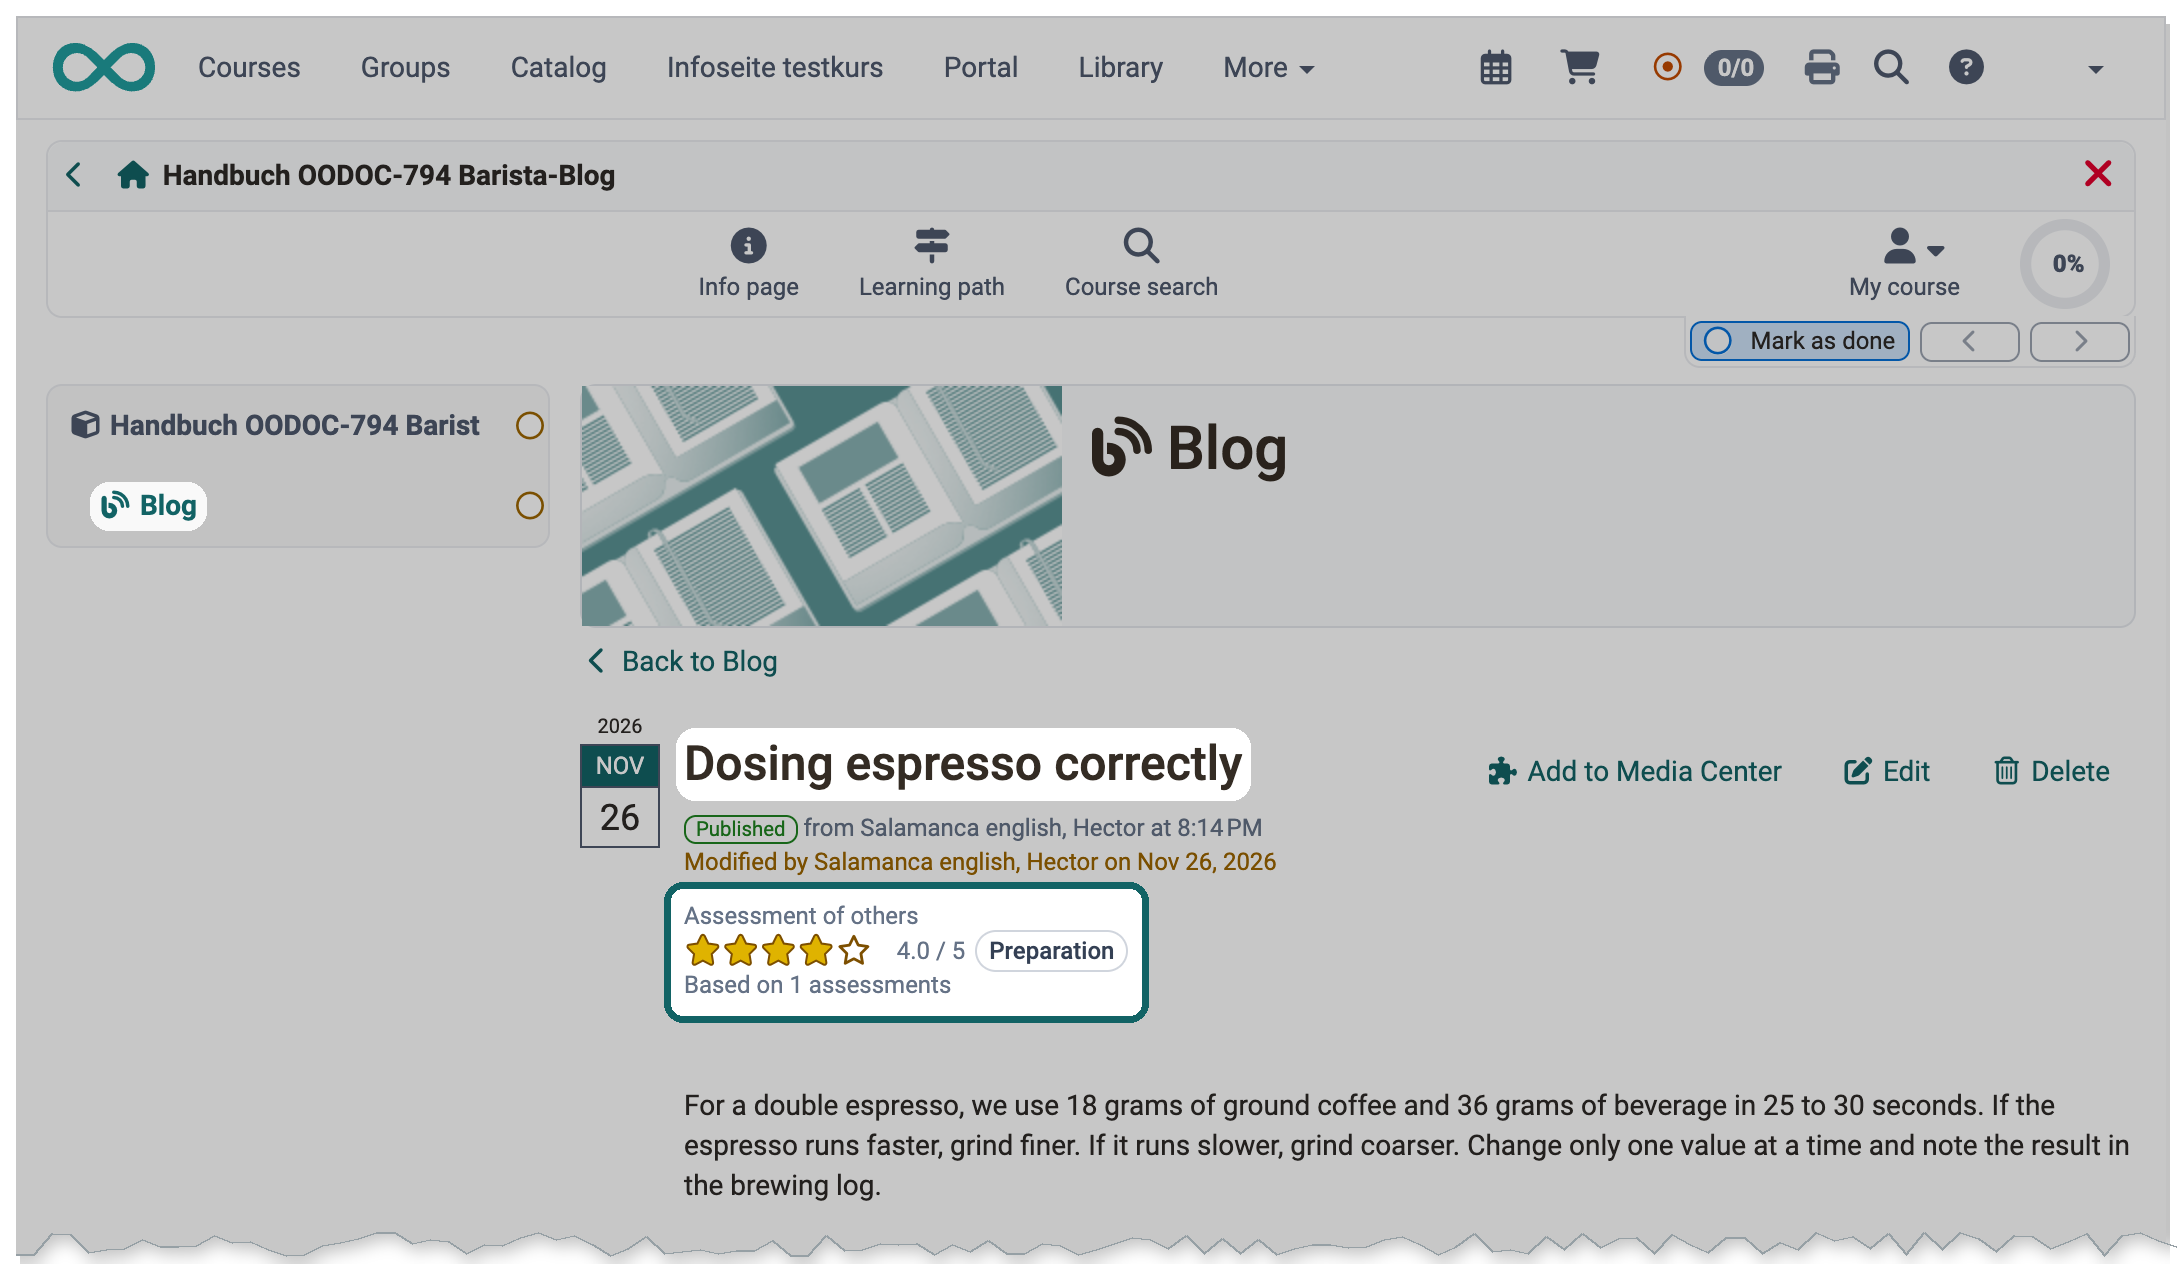 Courses Groups Catalog Infoseite testkurs Portal Library More 0/0 ?
Handbuch OODOC-794 Barista-Blog
Info page Learning path Course search My course 0%
Mark as done
Handbuch OODOC-794 Barist
Blog
Blog
Back to Blog
2026
NOV
26
Dosing espresso correctly
Add to Media Center Edit Delete
Published from Salamanca english, Hector at 8:14 PM
Modified by Salamanca english, Hector on Nov 26, 2026
Assessment of others
4.0 / 5 Preparation
Based on 1 assessments
For a double espresso, we use 18 grams of ground coffee and 36 grams of beverage in 25 to 30 seconds. If the
espresso runs faster, grind finer. If it runs slower, grind coarser. Change only one value at a time and note the result in
the brewing log.